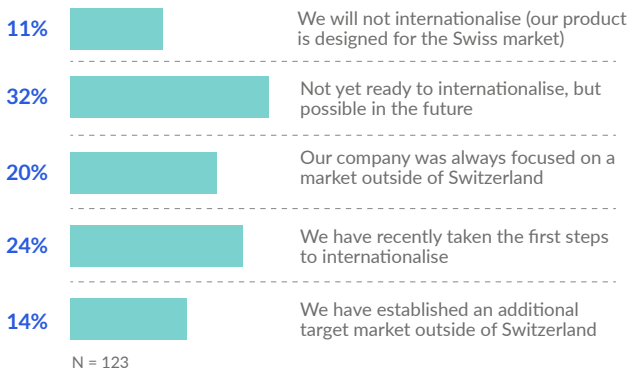 11%
We will not internationalise (our product
is designed for the Swiss market)
32%
Not yet ready to internationalise, but
possible in the future
20%
Our company was always focused on a
market outside of Switzerland
24%
We have recently taken the first steps
to internationalise
14%
We have established an additional
target market outside of Switzerland
N = 123